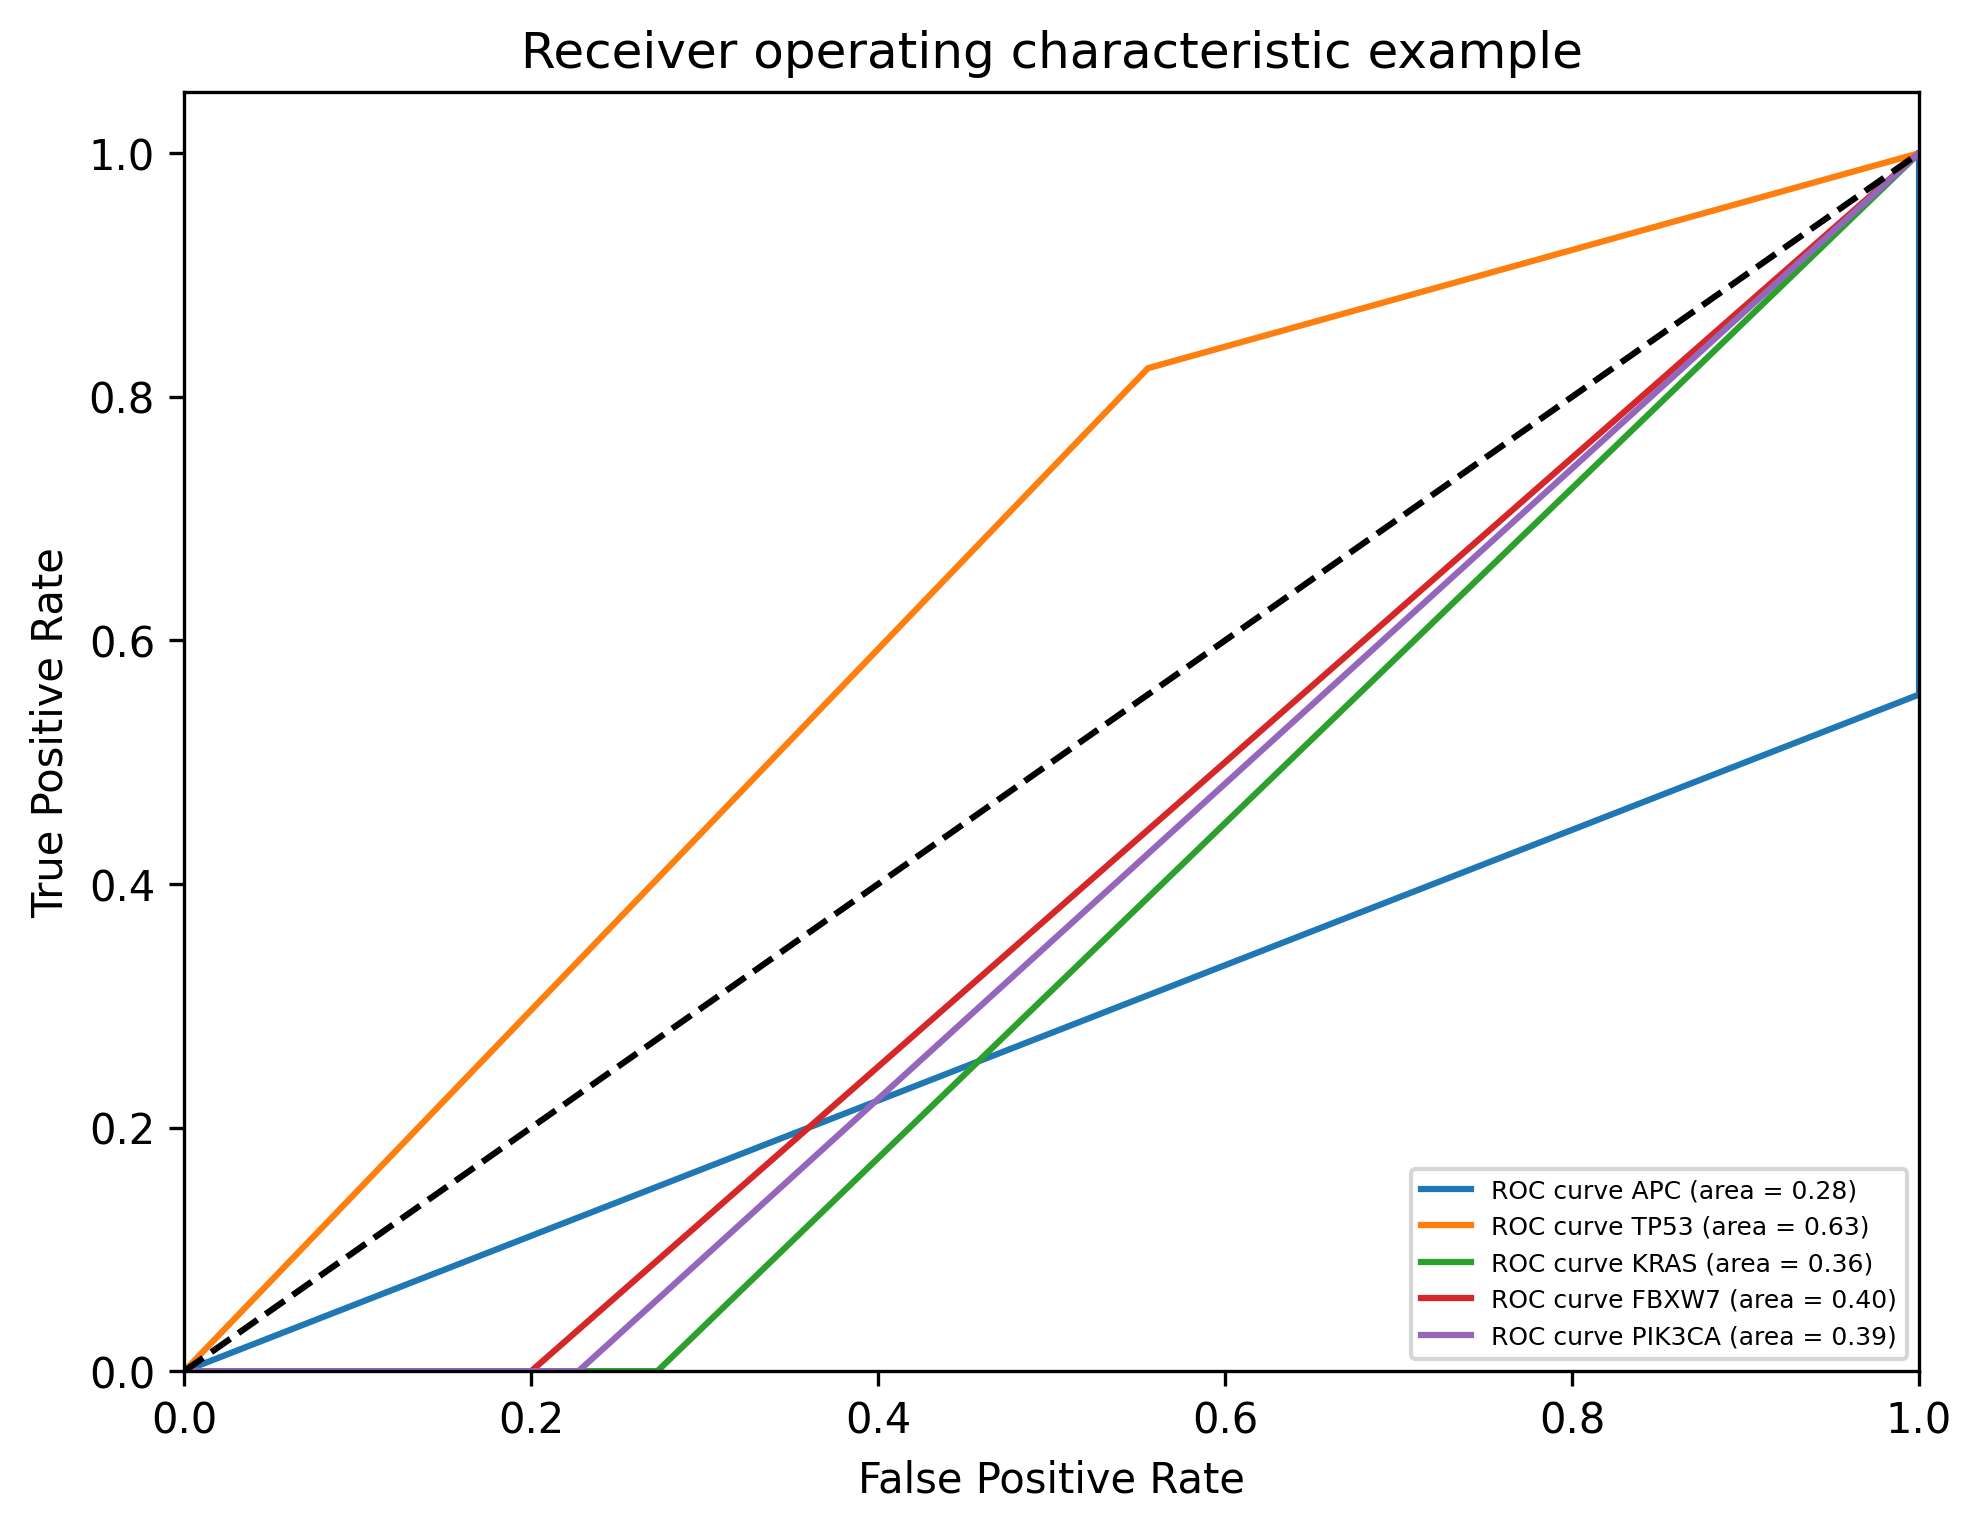 Receiver operating characteristic example
True Positive Rate
1.0
0.8
0.6
0.4
0.2
0.0
ROC curve APC (area = 0.28)
ROC curve TP53 (area = 0.63)
ROC curve KRAS (area = 0.36)
ROC curve FBXW7 (area = 0.40)
ROC curve PIK3CA (area = 0.39)
0.0 0.2 0.4 0.6 0.8 1.0
False Positive Rate